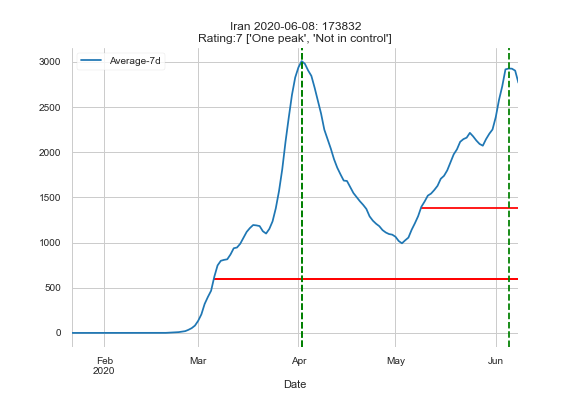 Iran 2020-06-08: 173832
Rating:7 ['One peak', 'Not in control']
Average-7d
3000
2500
2000
1500
1000
500
0
Feb Mar Apr May Jun
2020
Date